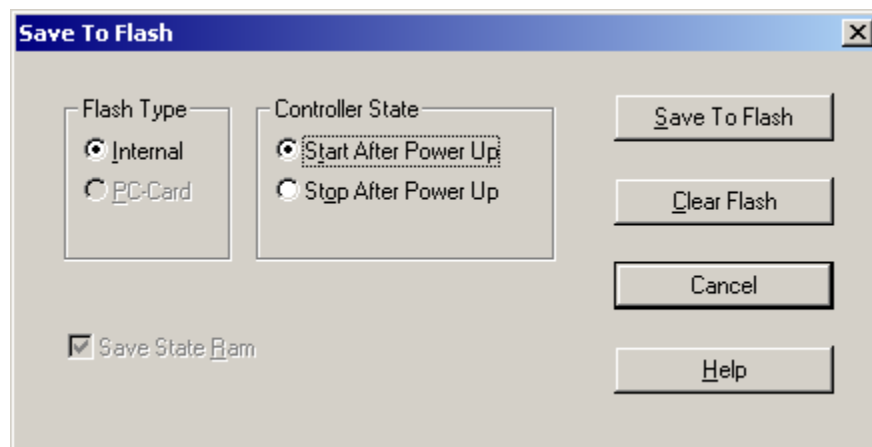 Save To Flash
Flash Type
Internal
PC-Card
Controller State
Start After Power Up
Stop After Power Up
Save State Ram
Save To Flash
Clear Flash
Cancel
Help